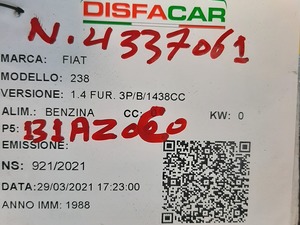 DISFACAR
N. 4337061
MARCA: FIAT
MODELLO: 238
VERSIONE: 1.4 FUR. 3P/B/1438CC
ALIM.: BENZINA CC: KW: 0
P5:
EMISSIONE:
NS: 921/2021
DATA:29/03/2021 17:23:00
ANNO IMM: 1988